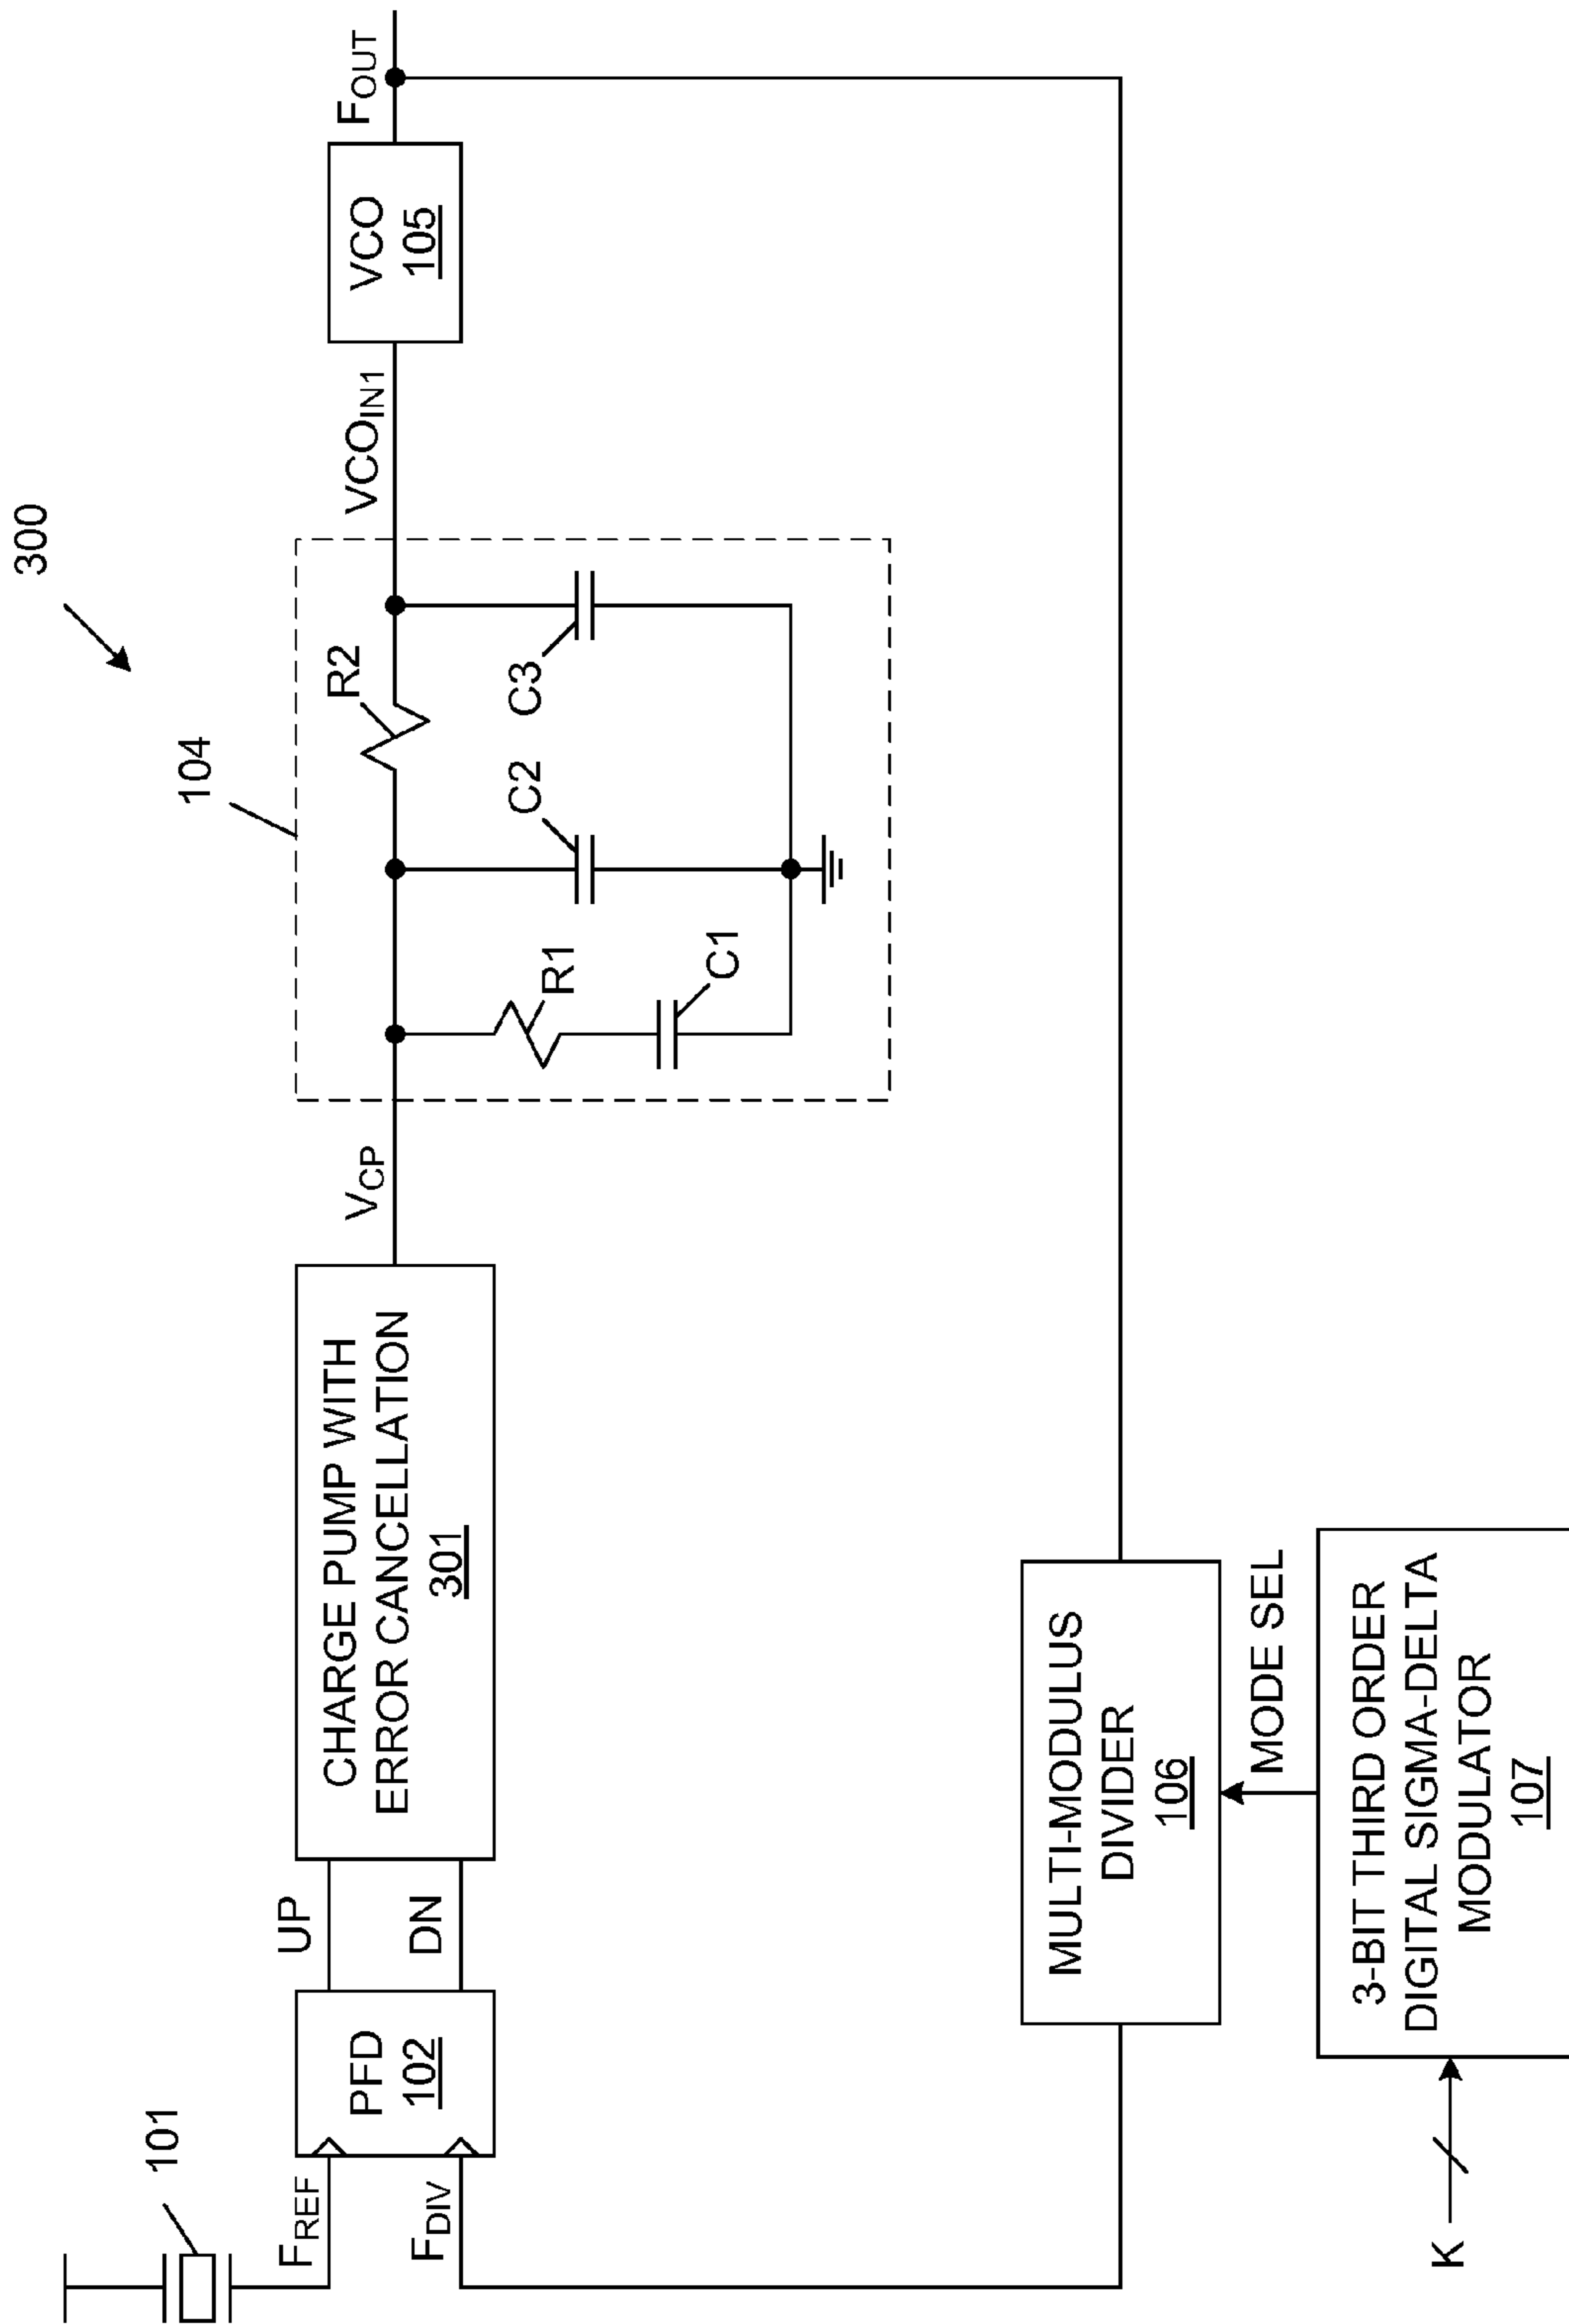 300
101
F_REF
F_DIV
PFD
102
UP
DN
CHARGE PUMP WITH
ERROR CANCELLATION
301
V_CP
104
R1
C1
C2
R2
C3
VCO_IN1
VCO
105
F_OUT
MULTI-MODULUS
DIVIDER
106
MODE SEL
K
3-BIT THIRD ORDER
DIGITAL SIGMA-DELTA
MODULATOR
107